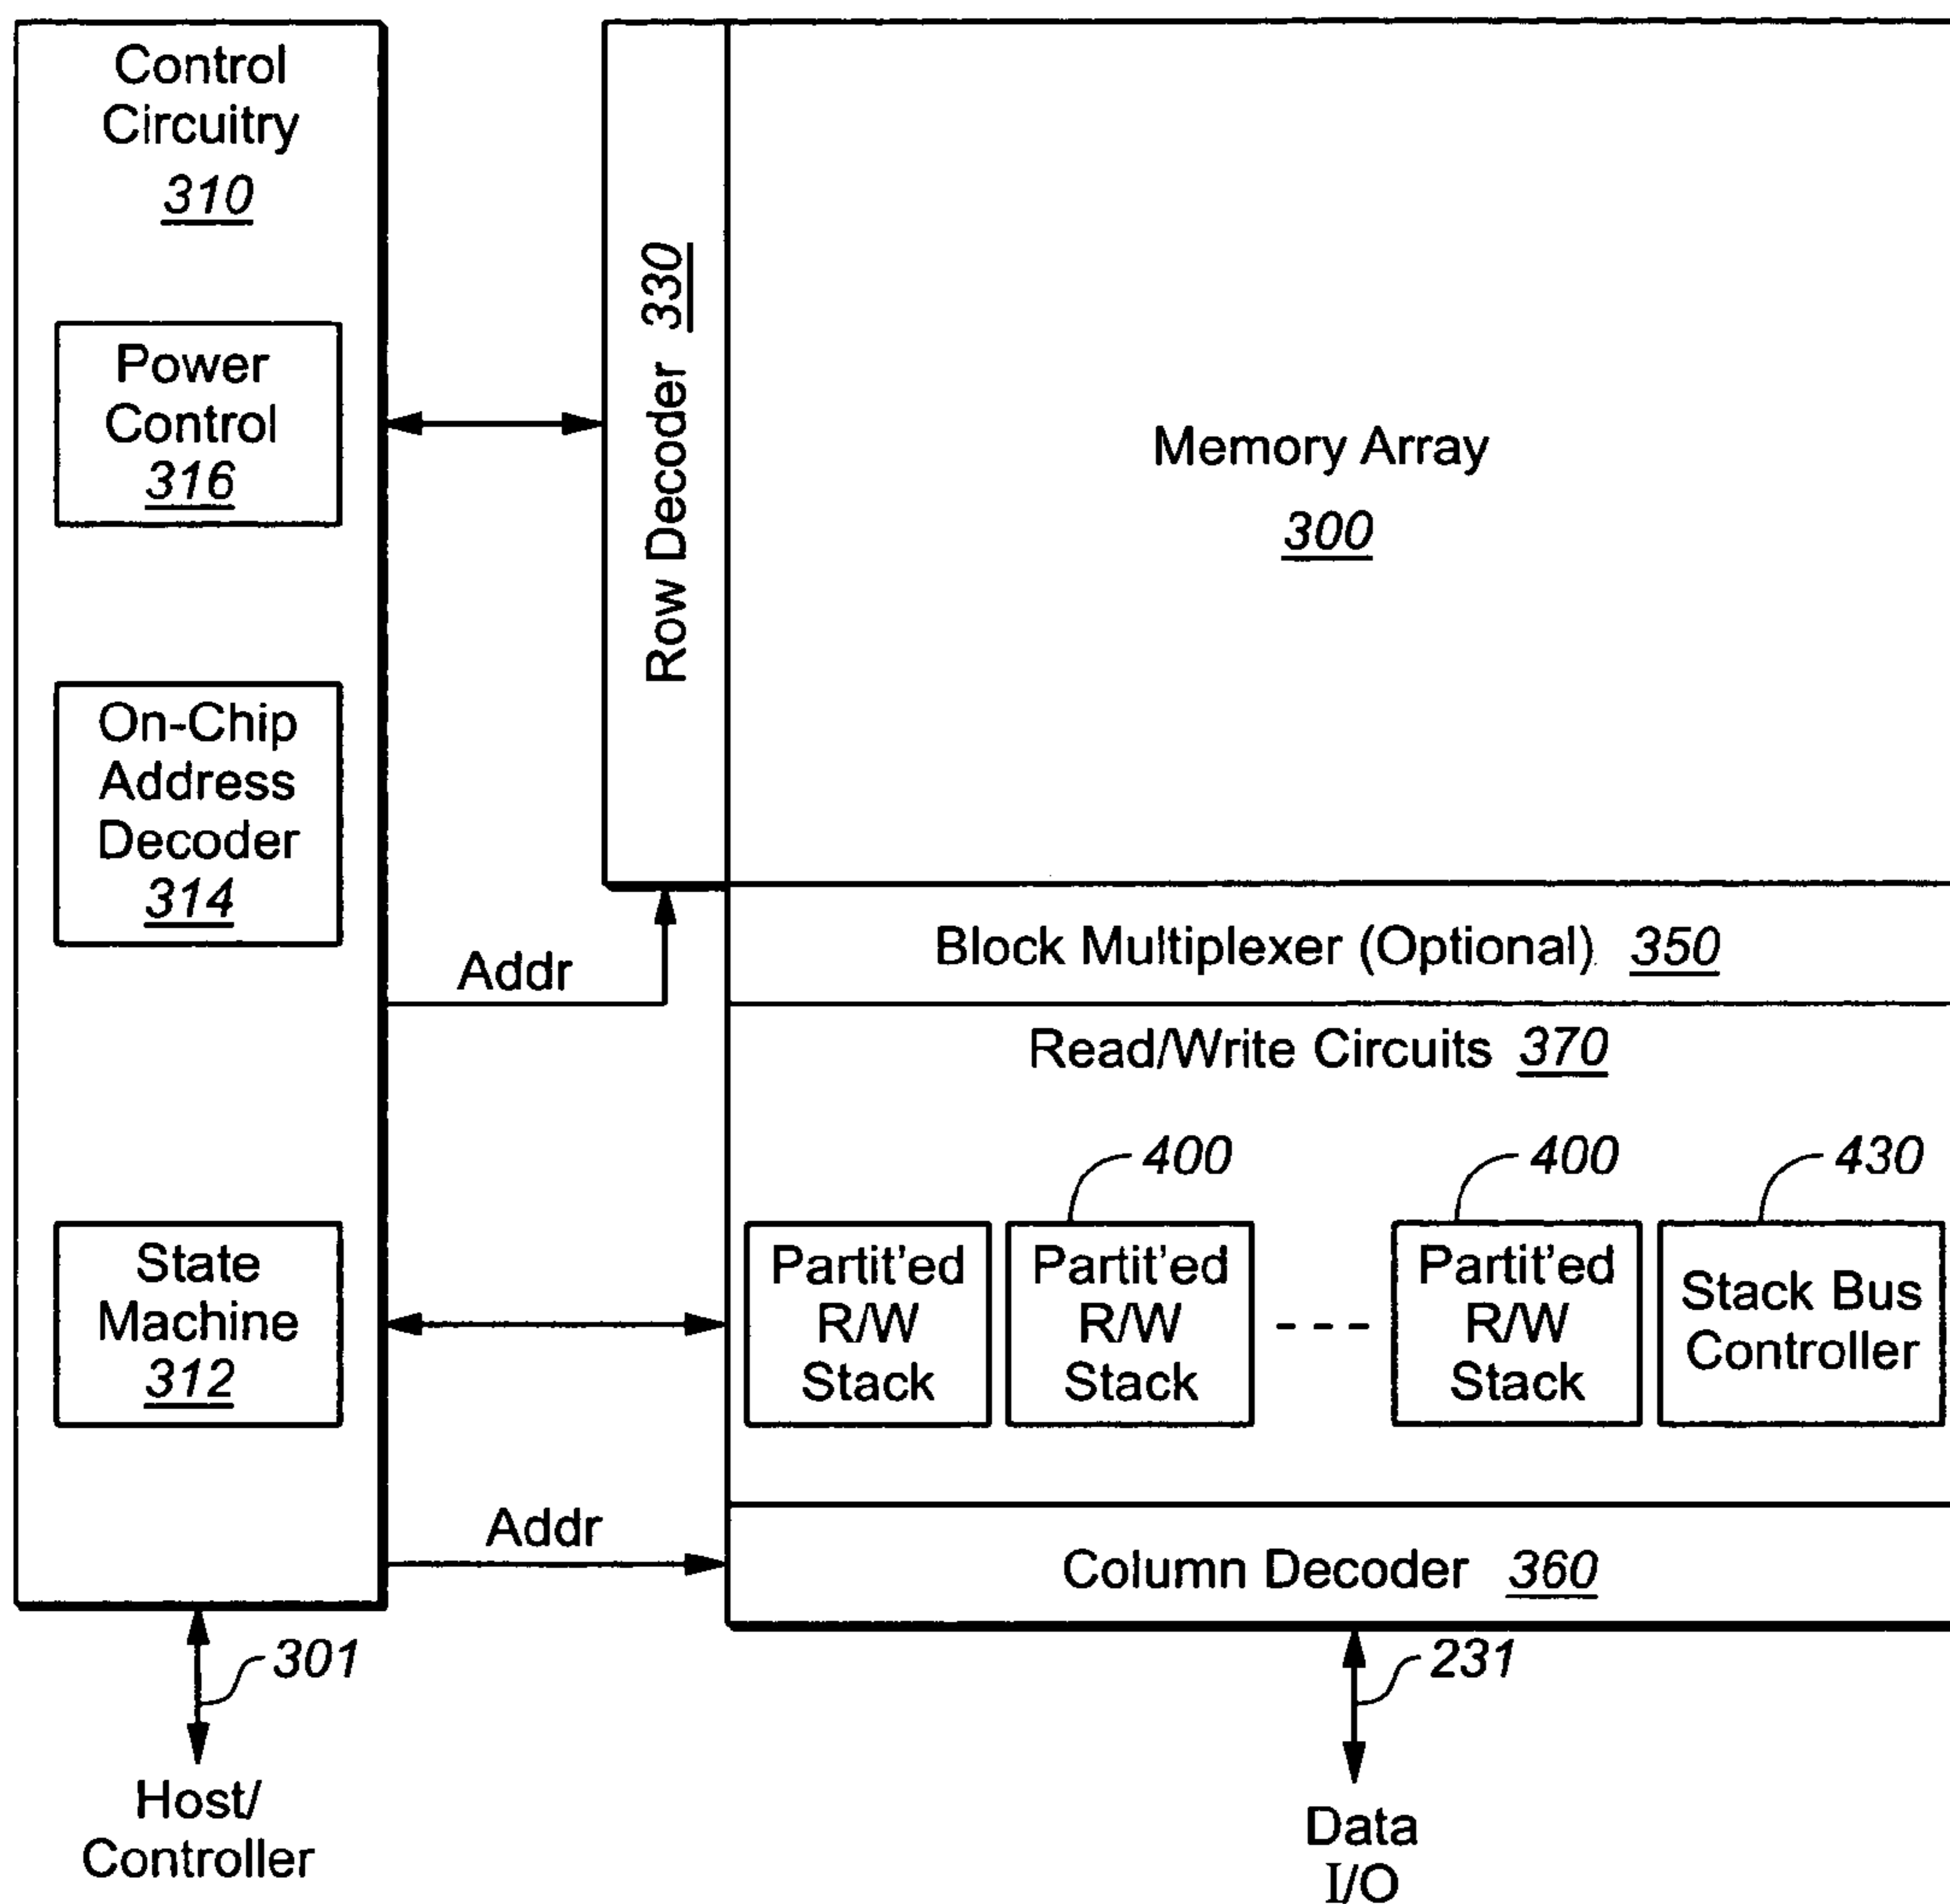 Control
Circuitry
310
Power
Control
316
On-Chip
Address
Decoder
314
State
Machine
312
Row Decoder 330
Memory Array
300
Addr
Block Multiplexer (Optional) 350
Read/Write Circuits 370
400
400
430
Partit'ed
R/W
Stack
Partit'ed
R/W
Stack
- - -
Partit'ed
R/W
Stack
Stack Bus
Controller
Addr
Column Decoder 360
301
231
Host/
Controller
Data
I/O